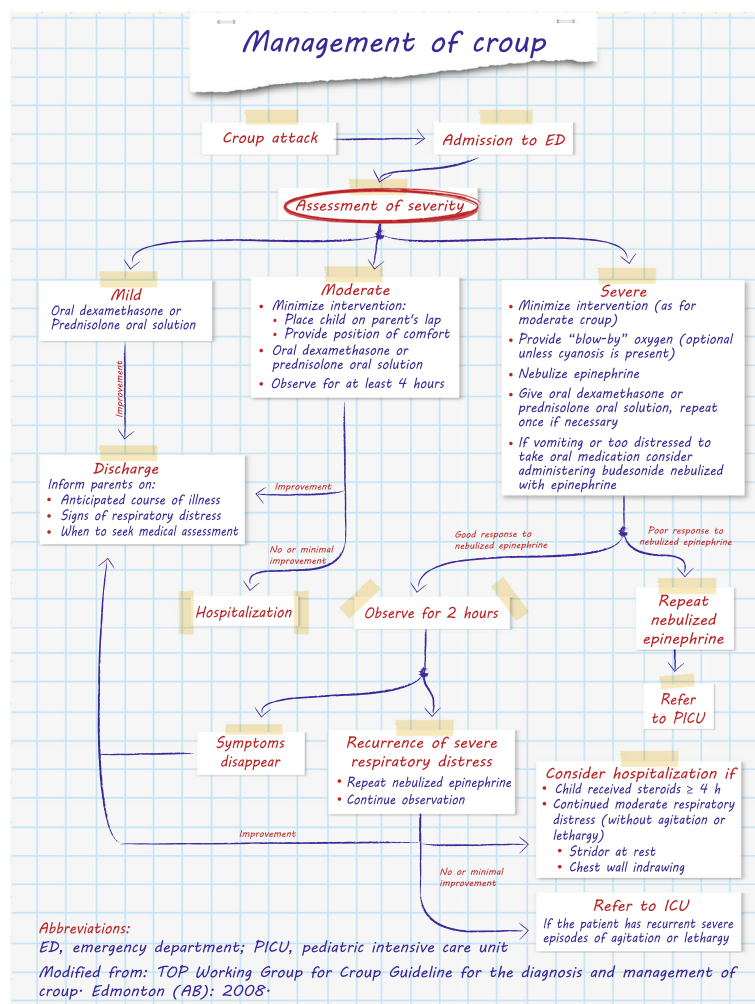 Management of croup
Croup attack
Admission to ED
Assessment of severity
Mild
Oral dexamethasone or
Prednisolone oral solution
Moderate
• Minimize intervention:
• Place child on parent's lap
• Provide position of comfort
• Oral dexamethasone or
prednisolone oral solution
• Observe for at least 4 hours
Severe
• Minimize intervention (as for
moderate croup)
• Provide “blow-by” oxygen (optional
unless cyanosis is present)
• Nebulize epinephrine
• Give oral dexamethasone or
prednisolone oral solution, repeat
once if necessary
• If vomiting or too distressed to
take oral medication consider
administering budesonide nebulized
with epinephrine
Improvement
Discharge
Inform parents on:
• Anticipated course of illness
• Signs of respiratory distress
• When to seek medical assessment
Improvement
No or minimal
improvement
Good response to
nebulized epinephrine
Poor response to
nebulized epinephrine
Hospitalization
Observe for 2 hours
Repeat
nebulized
epinephrine
Refer
to PICU
Symptoms
disappear
Recurrence of severe
respiratory distress
• Repeat nebulized epinephrine
• Continue observation
Consider hospitalization if
• Child received steroids ≥ 4 h
• Continued moderate respiratory
distress (without agitation or
lethargy)
• Stridor at rest
• Chest wall indrawing
Improvement
No or minimal
improvement
Refer to ICU
If the patient has recurrent severe
episodes of agitation or lethargy
Abbreviations:
ED, emergency department; PICU, pediatric intensive care unit
Modified from: TOP Working Group for Croup Guideline for the diagnosis and management of
croup. Edmonton (AB): 2008.